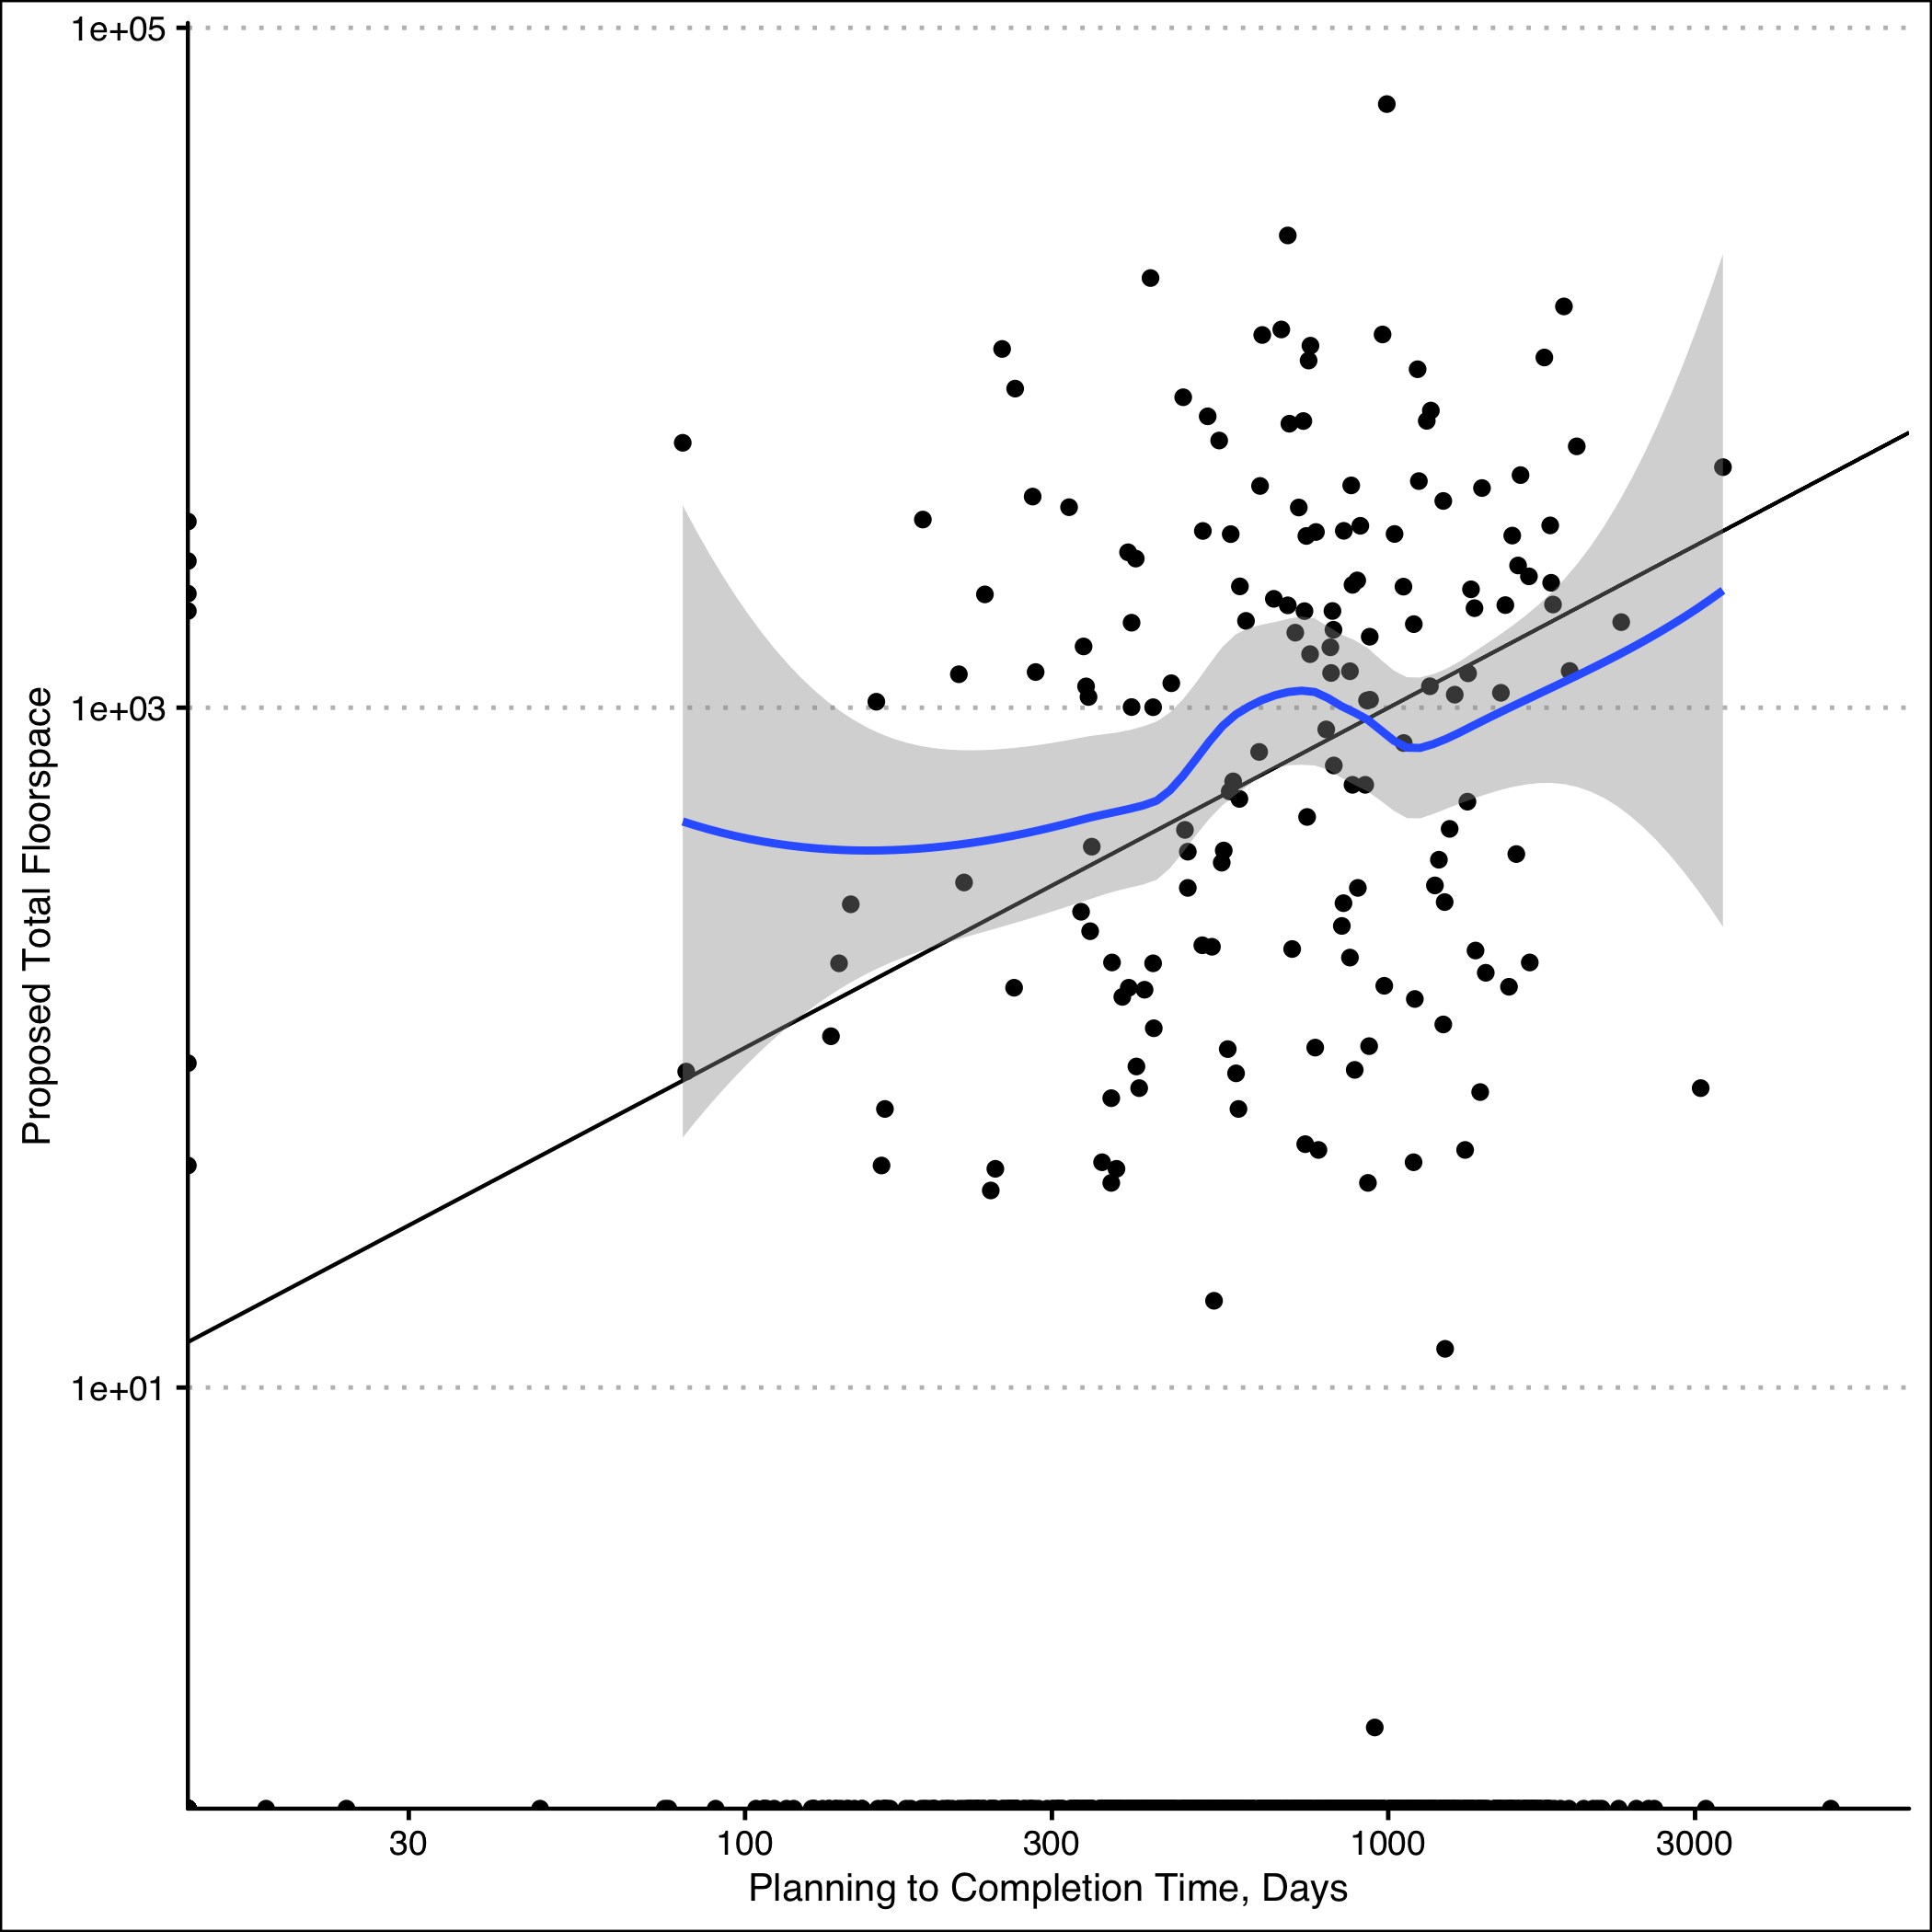 1e+05
1e+03
1e+01
Proposed Total Floorspace
30 100 300 1000 3000
Planning to Completion Time, Days